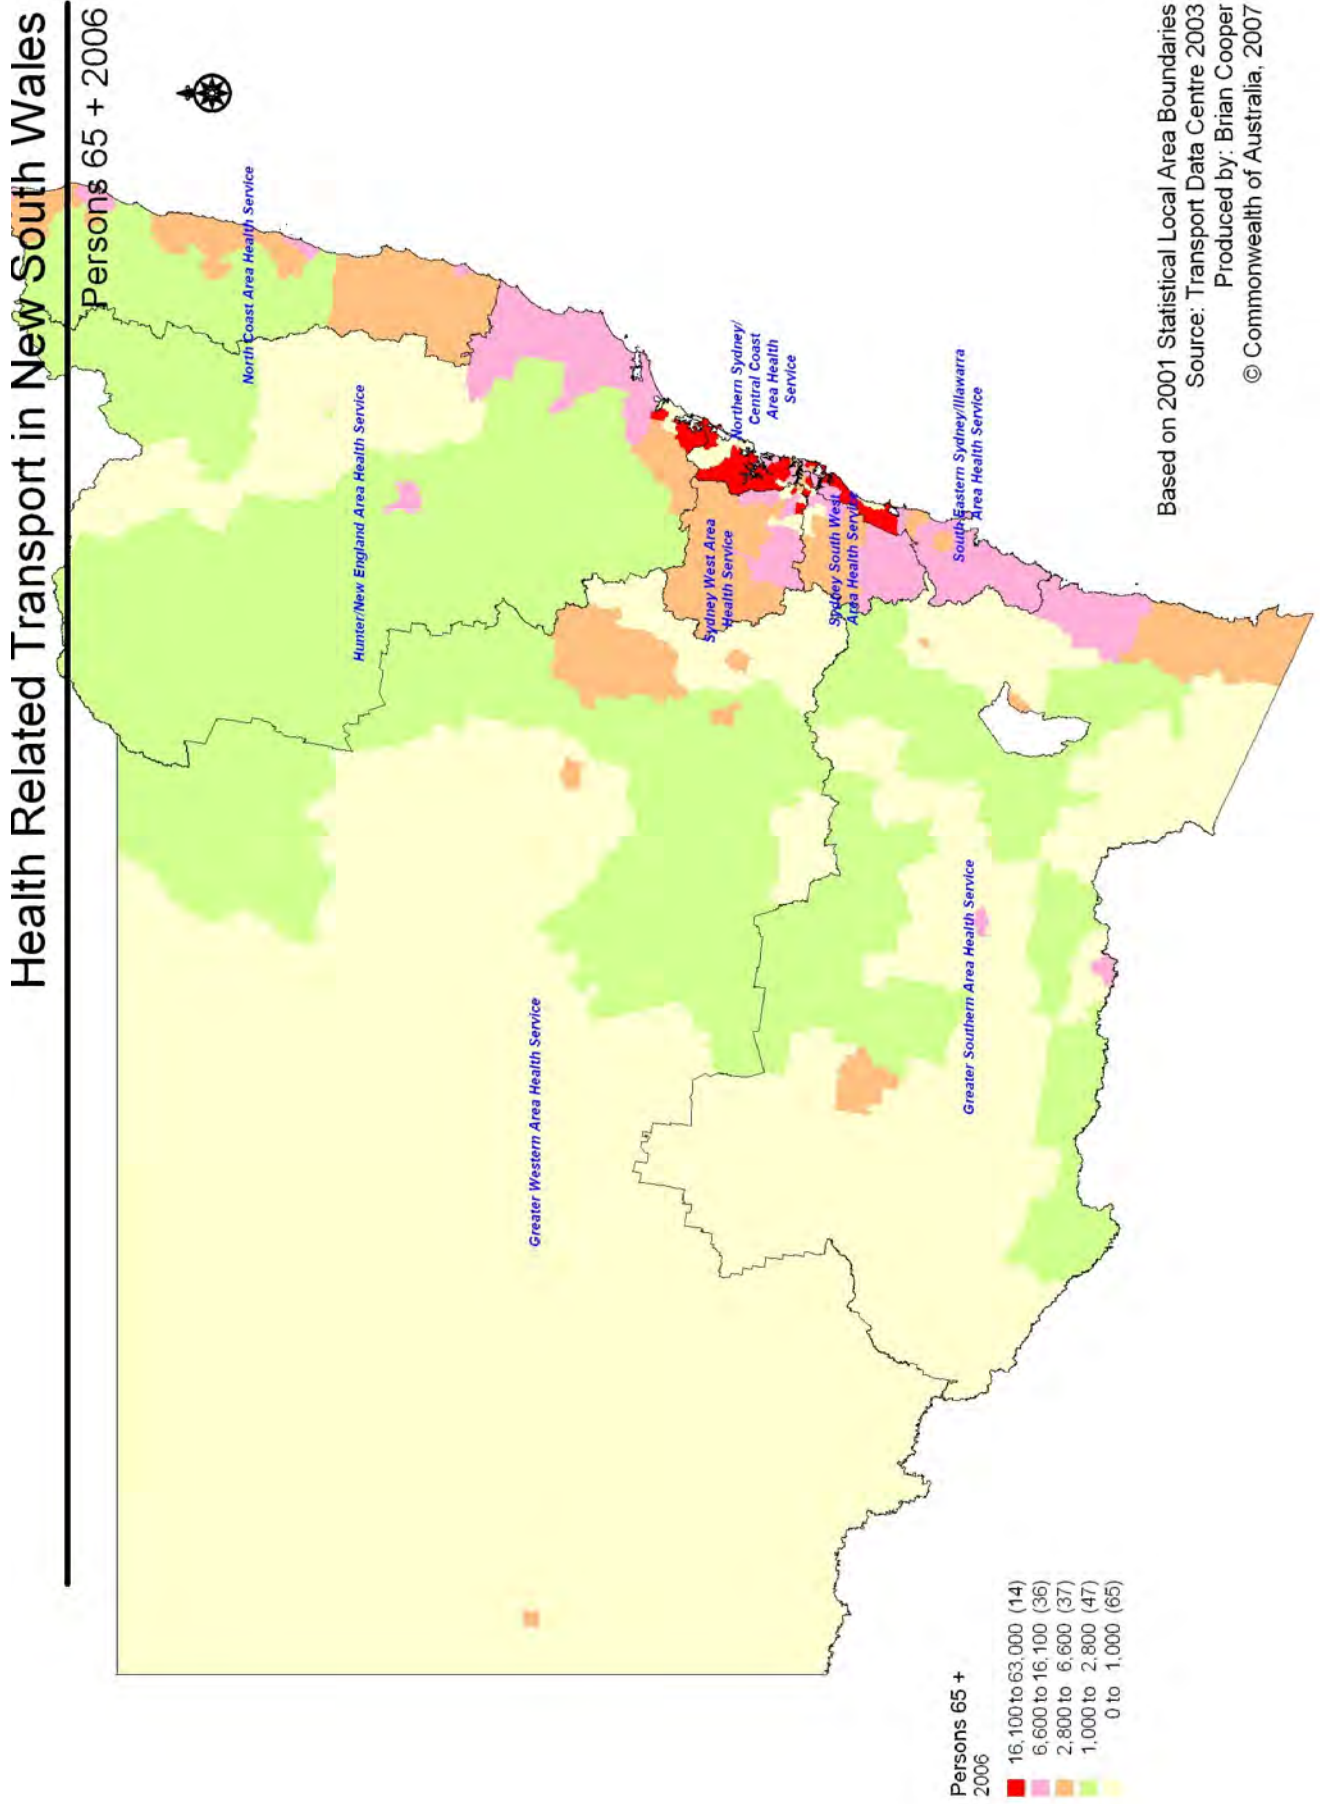 Health Related Transport in New South Wales
Persons 65 + 2006
North Coast Area Health Service
Hunter/New England Area Health Service
Northern Sydney/
Central Coast
Area Health
Service
Sydney West Area
Health Service
Sydney South West
Area Health Service
South Eastern Sydney/Illawarra
Area Health Service
Greater Western Area Health Service
Greater Southern Area Health Service
Persons 65 +
2006
16,100 to 63,000 (14)
6,600 to 16,100 (36)
2,800 to 6,600 (37)
1,000 to 2,800 (47)
0 to 1,000 (65)
Based on 2001 Statistical Local Area Boundaries
Source: Transport Data Centre 2003
Produced by: Brian Cooper
© Commonwealth of Australia, 2007